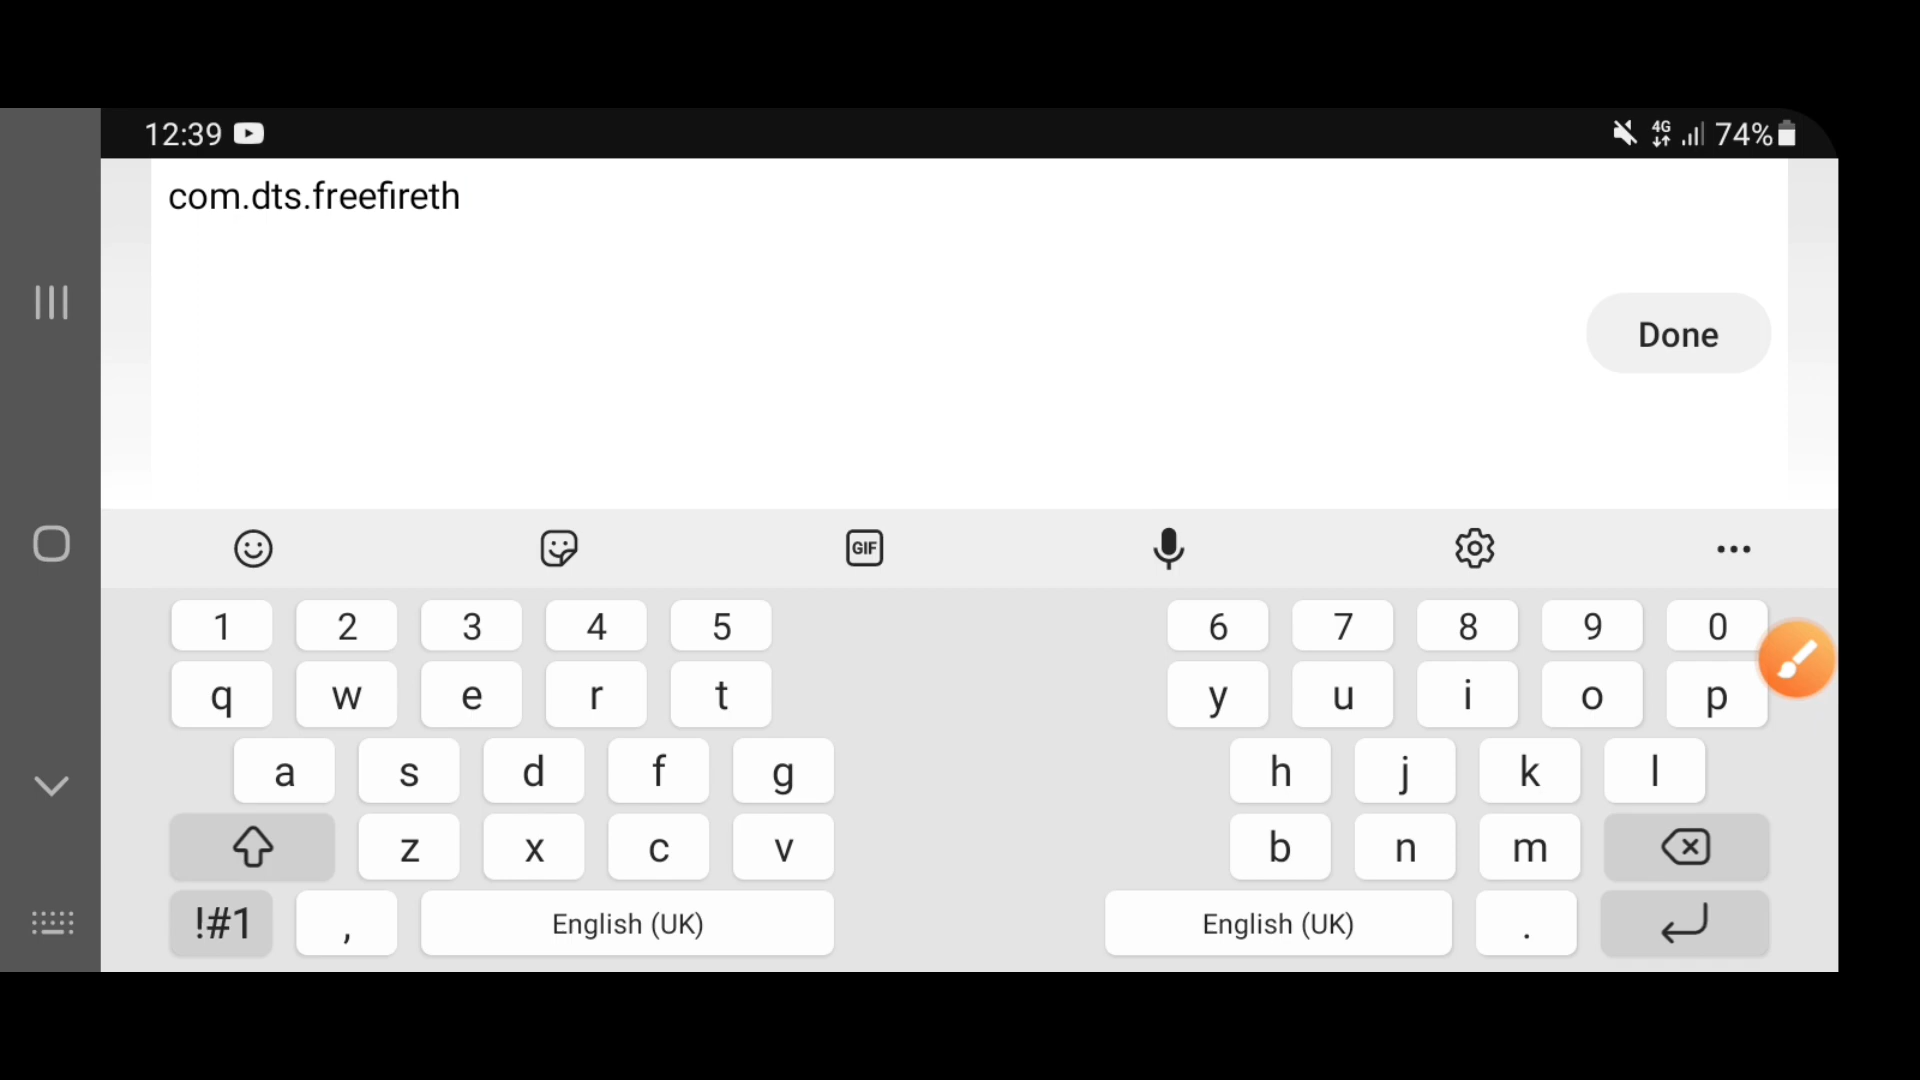 12:39 4G 74%
com.dts.freefireth
Done
GIF
1 2 3 4 5 6 7 8 9 0
q w e r t y u i o p
a s d f g h j k l
z x c v b n m
!#1 , English (UK) English (UK) .